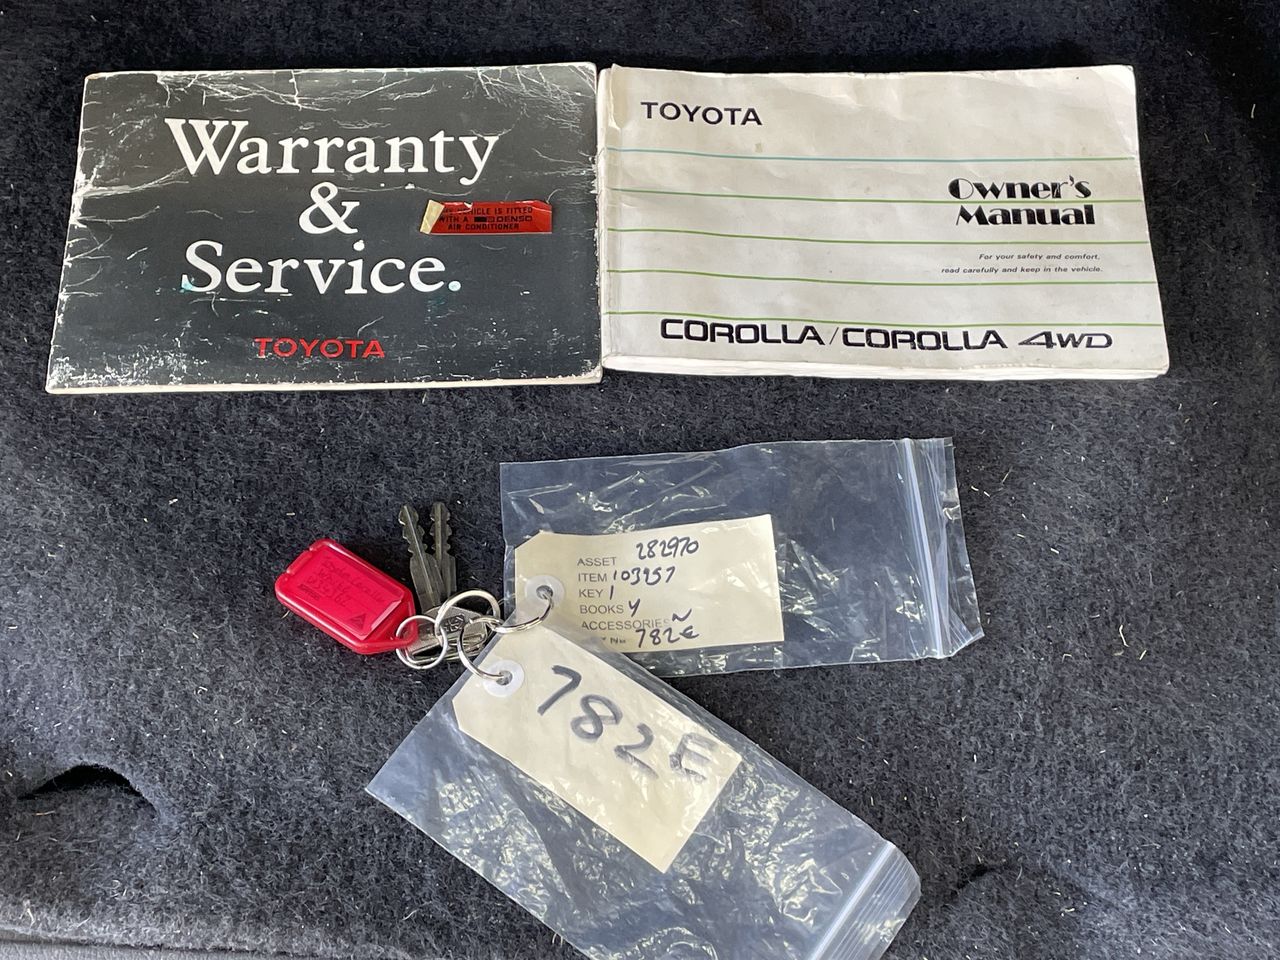 Warranty
&
Service.
TOYOTA
VEHICLE IS FITTED
WITH A DENSO
AIR CONDITIONER
TOYOTA
Owner's
Manual
For your safety and comfort,
read carefully and keep in the vehicle.
COROLLA/COROLLA 4WD
ASSET 282970
ITEM 103957
KEY 1
BOOKS Y
ACCESSORIES N
782E
782E